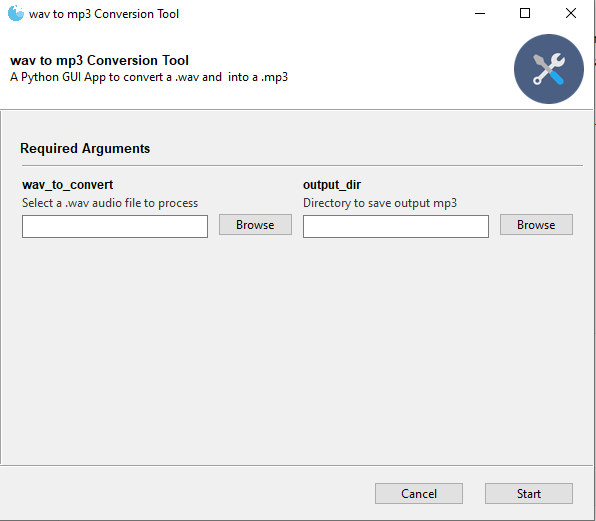 wav to mp3 Conversion Tool
wav to mp3 Conversion Tool
A Python GUI App to convert a .wav and  into a .mp3
Required Arguments
wav_to_convert
Select a .wav audio file to process
Browse
output_dir
Directory to save output mp3
Browse
Cancel
Start